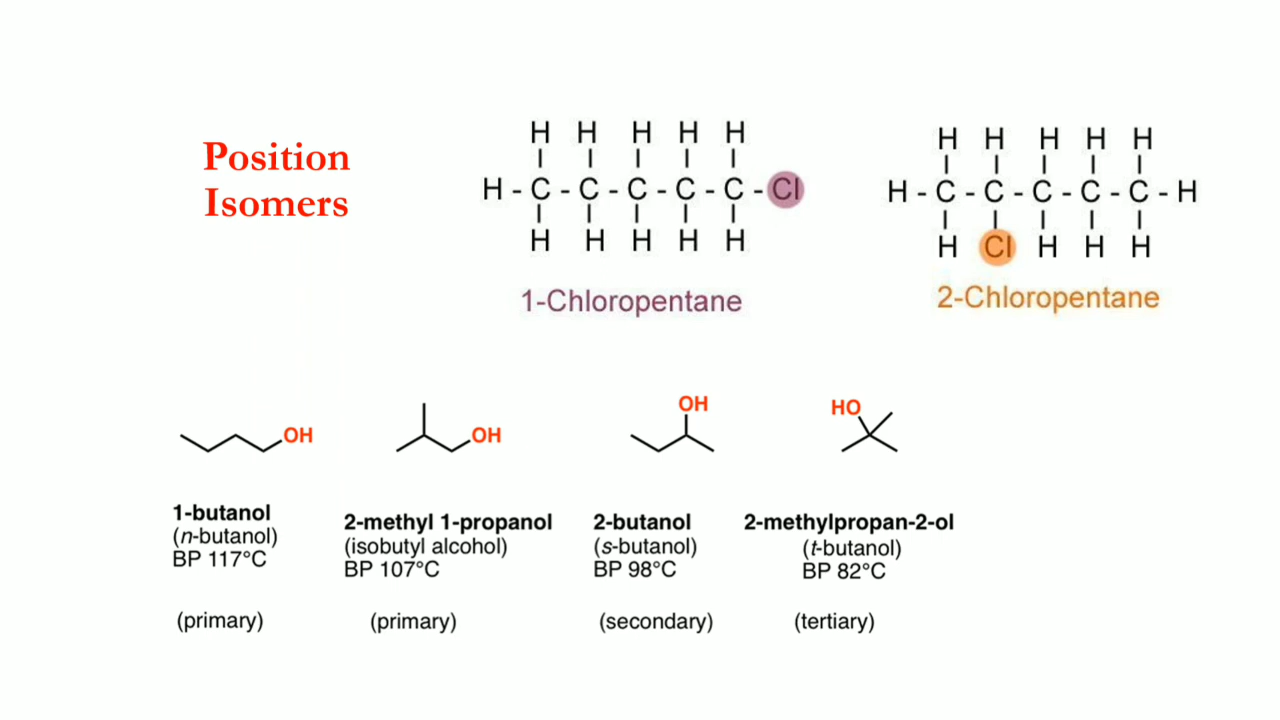 Position
Isomers
H H H H H
H - C - C - C - C - C - Cl
H H H H H
1-Chloropentane
H H H H H
H - C - C - C - C - C - H
H Cl H H H
2-Chloropentane
OH
1-butanol
(n-butanol)
BP 117°C
(primary)
OH
2-methyl 1-propanol
(isobutyl alcohol)
BP 107°C
(primary)
OH
2-butanol
(s-butanol)
BP 98°C
(secondary)
HO
2-methylpropan-2-ol
(t-butanol)
BP 82°C
(tertiary)